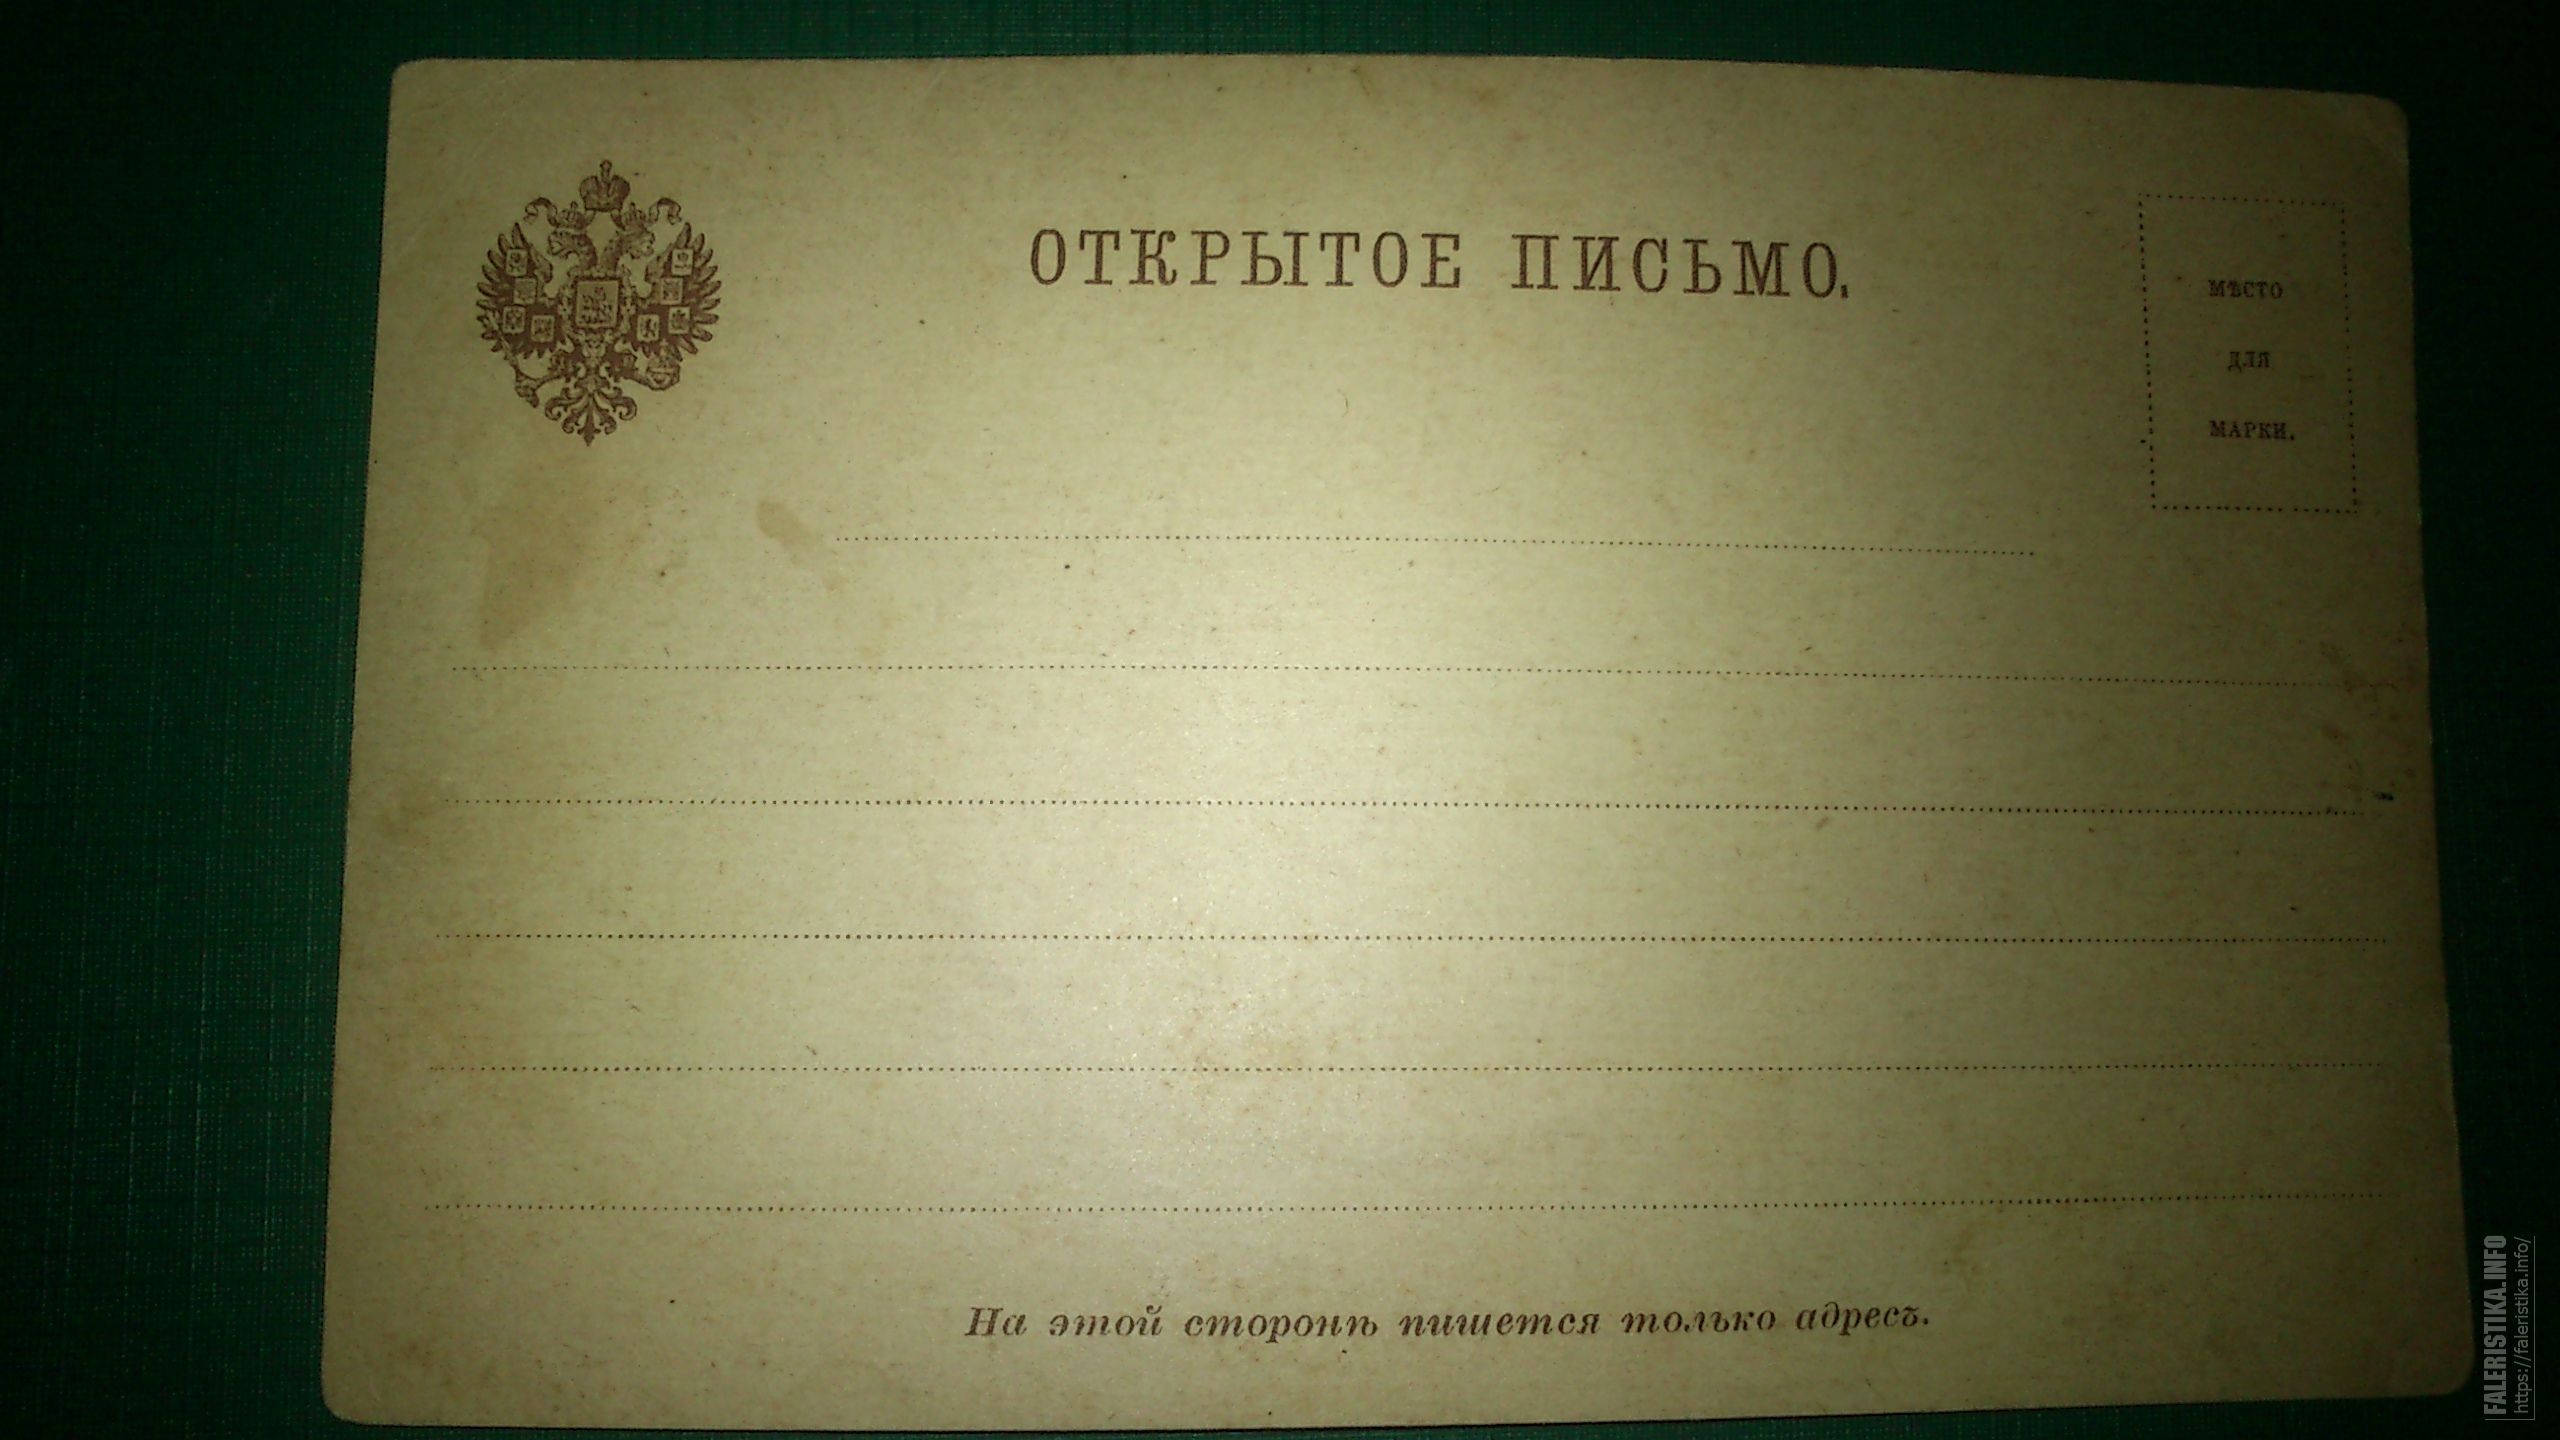 ОТКРЫТОЕ ПИСЬМО.
МѢСТО
ДЛЯ
МАРКИ.
На этой сторонѣ пишется только адресъ.
FALERISTIKA.INFO
https://faleristika.info/